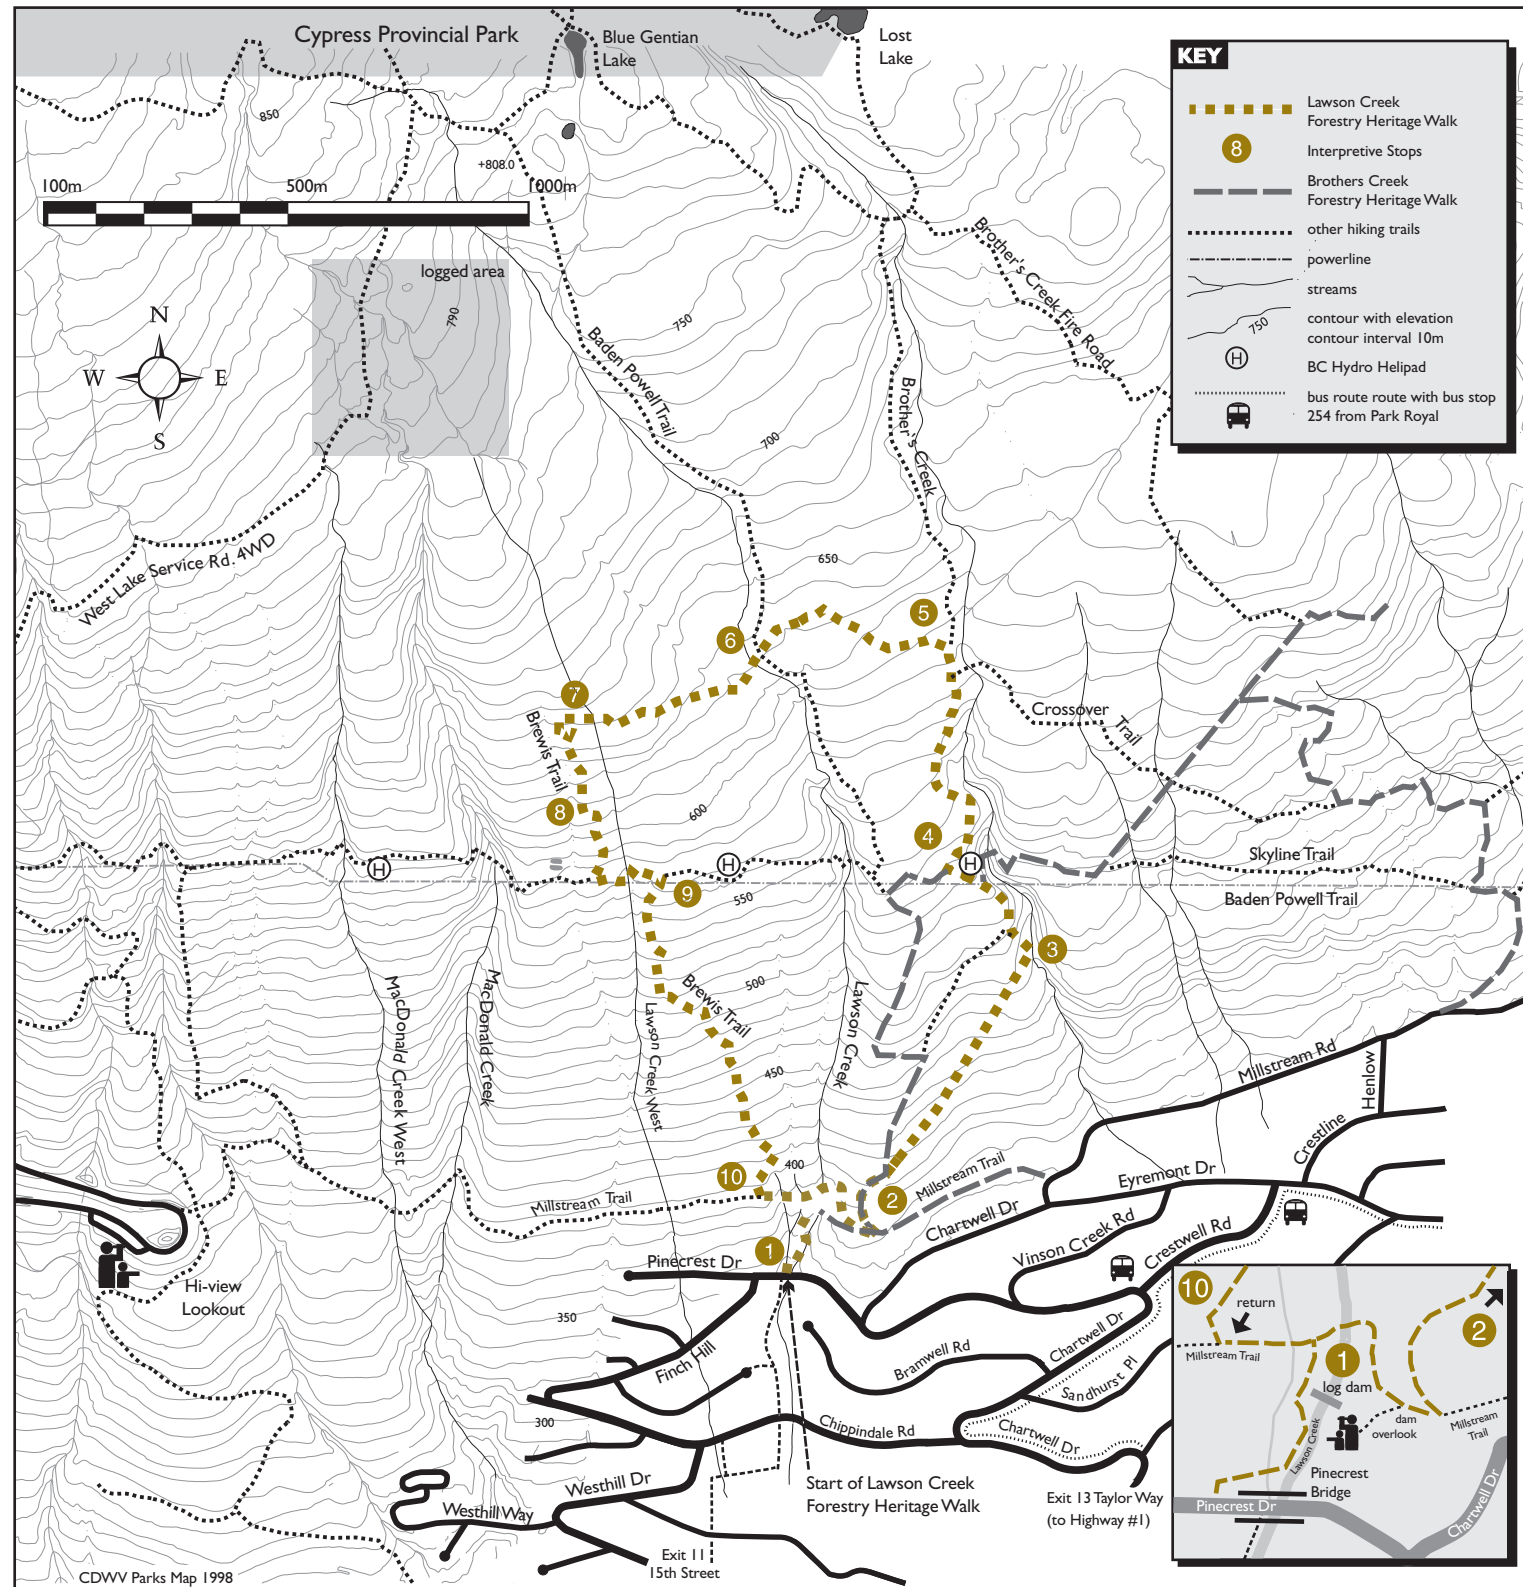 Cypress Provincial Park
Blue Gentian
Lake
Lost
Lake
KEY
Lawson Creek
Forestry Heritage Walk
8
Interpretive Stops
Brothers Creek
Forestry Heritage Walk
other hiking trails
powerline
streams
750
contour with elevation
contour interval 10m
H
BC Hydro Helipad
bus route route with bus stop
254 from Park Royal
850
+808.0
100m
500m
1000m
logged area
790
N
W
E
S
750
700
650
Baden Powell Trail
Brother's Creek
Brother's Creek Fire Road
West Lake Service Rd. 4WD
5
6
7
Brewis Trail
8
600
Crossover
Trail
4
H
H
H
Skyline Trail
Baden Powell Trail
9
550
3
500
Brewis Trail
MacDonald Creek West
MacDonald Creek
Lawson Creek West
Lawson Creek
450
Millstream Rd
Henlow
Crestline
400
10
Millstream Trail
2
Millstream Trail
Eyremont Dr
Chartwell Dr
Vinson Creek Rd
Crestwell Rd
1
Pinecrest Dr
Hi-view
Lookout
350
Finch Hill
Bramwell Rd
Chartwell Dr
Sandhurst Pl
300
Chippindale Rd
Chartwell Dr
Westhill Dr
Westhill Way
Start of Lawson Creek
Forestry Heritage Walk
Exit 13 Taylor Way
(to Highway #1)
Exit 11
15th Street
CDWV Parks Map 1998
10
return
2
Millstream Trail
1
log dam
dam
overlook
Millstream
Trail
Lawson Creek
Pinecrest
Bridge
Pinecrest Dr
Chartwell Dr